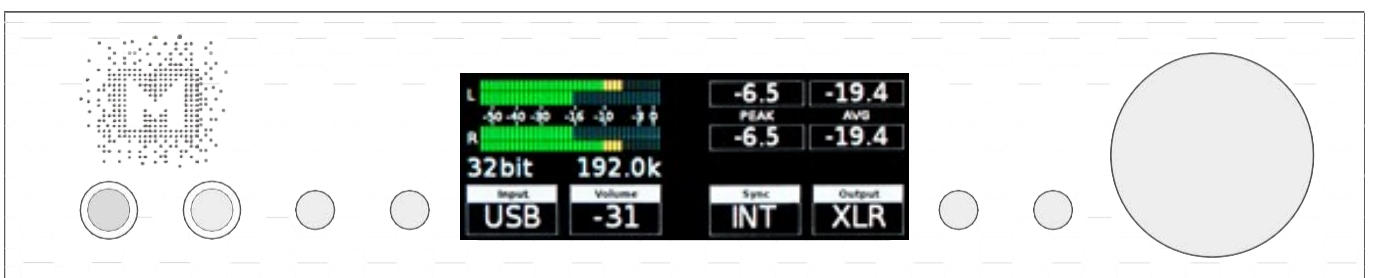 L
-6.5 -19.4
-50 -40 -30 -16 -10 -3 0
PEAK AVG
R
-6.5 -19.4
32bit 192.0k
Input Volume Sync Output
USB -31 INT XLR